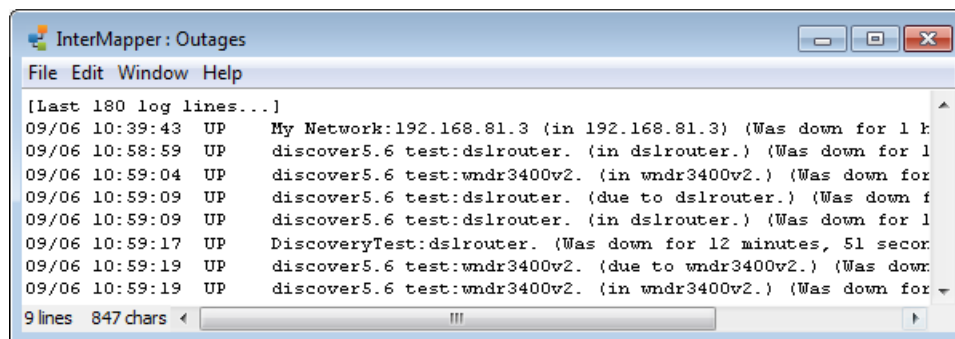 InterMapper : Outages
File Edit Window Help
[Last 180 log lines...]
09/06 10:39:43 UP My Network:192.168.81.3 (in 192.168.81.3) (Was down for 1 h
09/06 10:58:59 UP discover5.6 test:dslrouter. (in dslrouter.) (Was down for 1
09/06 10:59:04 UP discover5.6 test:wndr3400v2. (in wndr3400v2.) (Was down for
09/06 10:59:09 UP discover5.6 test:dslrouter. (due to dslrouter.) (Was down f
09/06 10:59:09 UP discover5.6 test:dslrouter. (in dslrouter.) (Was down for 1
09/06 10:59:17 UP DiscoveryTest:dslrouter. (Was down for 12 minutes, 51 secon
09/06 10:59:19 UP discover5.6 test:wndr3400v2. (due to wndr3400v2.) (Was down
09/06 10:59:19 UP discover5.6 test:wndr3400v2. (in wndr3400v2.) (Was down for
9 lines 847 chars